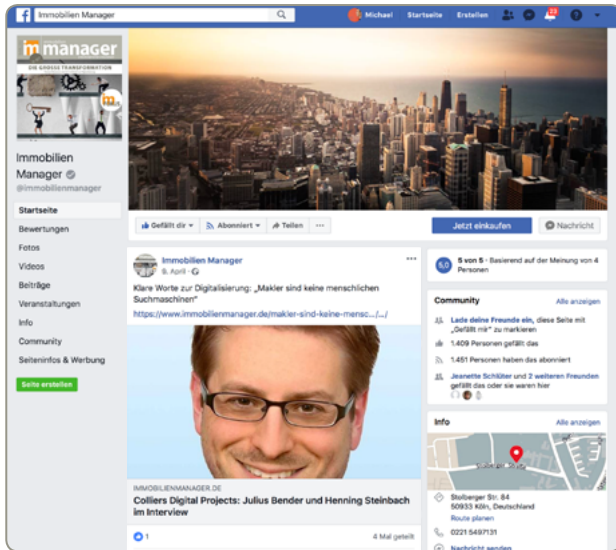 Immobilien Manager
Michael
Startseite
Erstellen
23
immanager
DIE GROSSE TRANSFORMATION
Immobilien
Manager
@immobilienmanager
Startseite
Bewertungen
Fotos
Videos
Beiträge
Veranstaltungen
Info
Community
Seiteninfos & Werbung
Seite erstellen
Gefällt dir
Abonniert
Teilen
Jetzt einkaufen
Nachricht
Immobilien Manager
9. April
Klare Worte zur Digitalisierung: „Makler sind keine menschlichen
Suchmaschinen“
https://www.immobilienmanager.de/makler-sind-keine-mensc.../.../
IMMOBILIENMANAGER.DE
Colliers Digital Projects: Julius Bender und Henning Steinbach
im Interview
1
4 Mal geteilt
5,0
5 von 5 · Basierend auf der Meinung von 4
Personen
Community
Alle anzeigen
Lade deine Freunde ein, diese Seite mit
„Gefällt mir“ zu markieren
1.409 Personen gefällt das
1.451 Personen haben das abonniert
Jeanette Schlüter und 2 weiteren Freunden
gefällt das oder sie waren hier
Info
Alle anzeigen
Stolberger Str. 84
50933 Köln, Deutschland
Route planen
0221 5497131
Nachricht senden